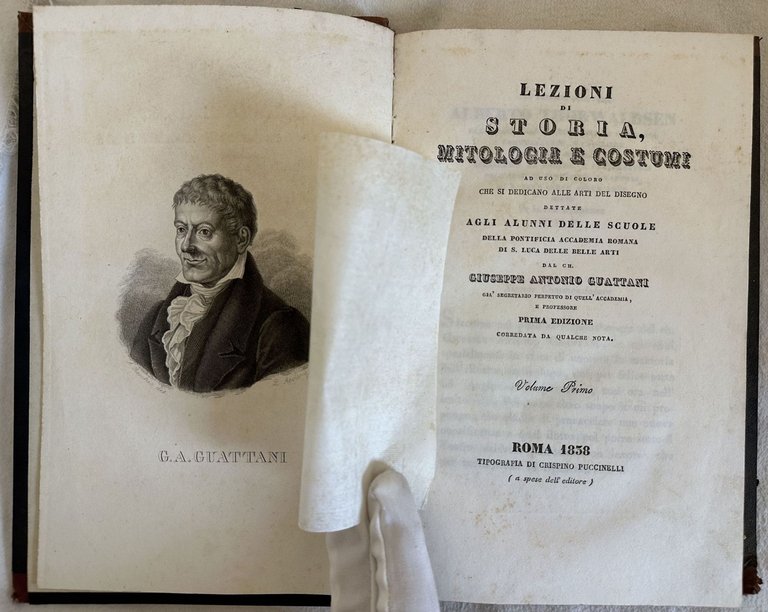 G. A. GUATTANI
LEZIONI
DI
STORIA,
MITOLOGIA E COSTUMI
AD USO DI COLORO
CHE SI DEDICANO ALLE ARTI DEL DISEGNO
DETTATE
AGLI ALUNNI DELLE SCUOLE
DELLA PONTIFICIA ACCADEMIA ROMANA
DI S. LUCA DELLE BELLE ARTI
DAL CH.
GIUSEPPE ANTONIO GUATTANI
GIA' SEGRETARIO PERPETUO DI QUELL'ACCADEMIA,
E PROFESSORE
PRIMA EDIZIONE
CORREDATA DA QUALCHE NOTA.
Volume Primo
ROMA 1838
TIPOGRAFIA DI CRISPINO PUCCINELLI
( a spese dell'editore )